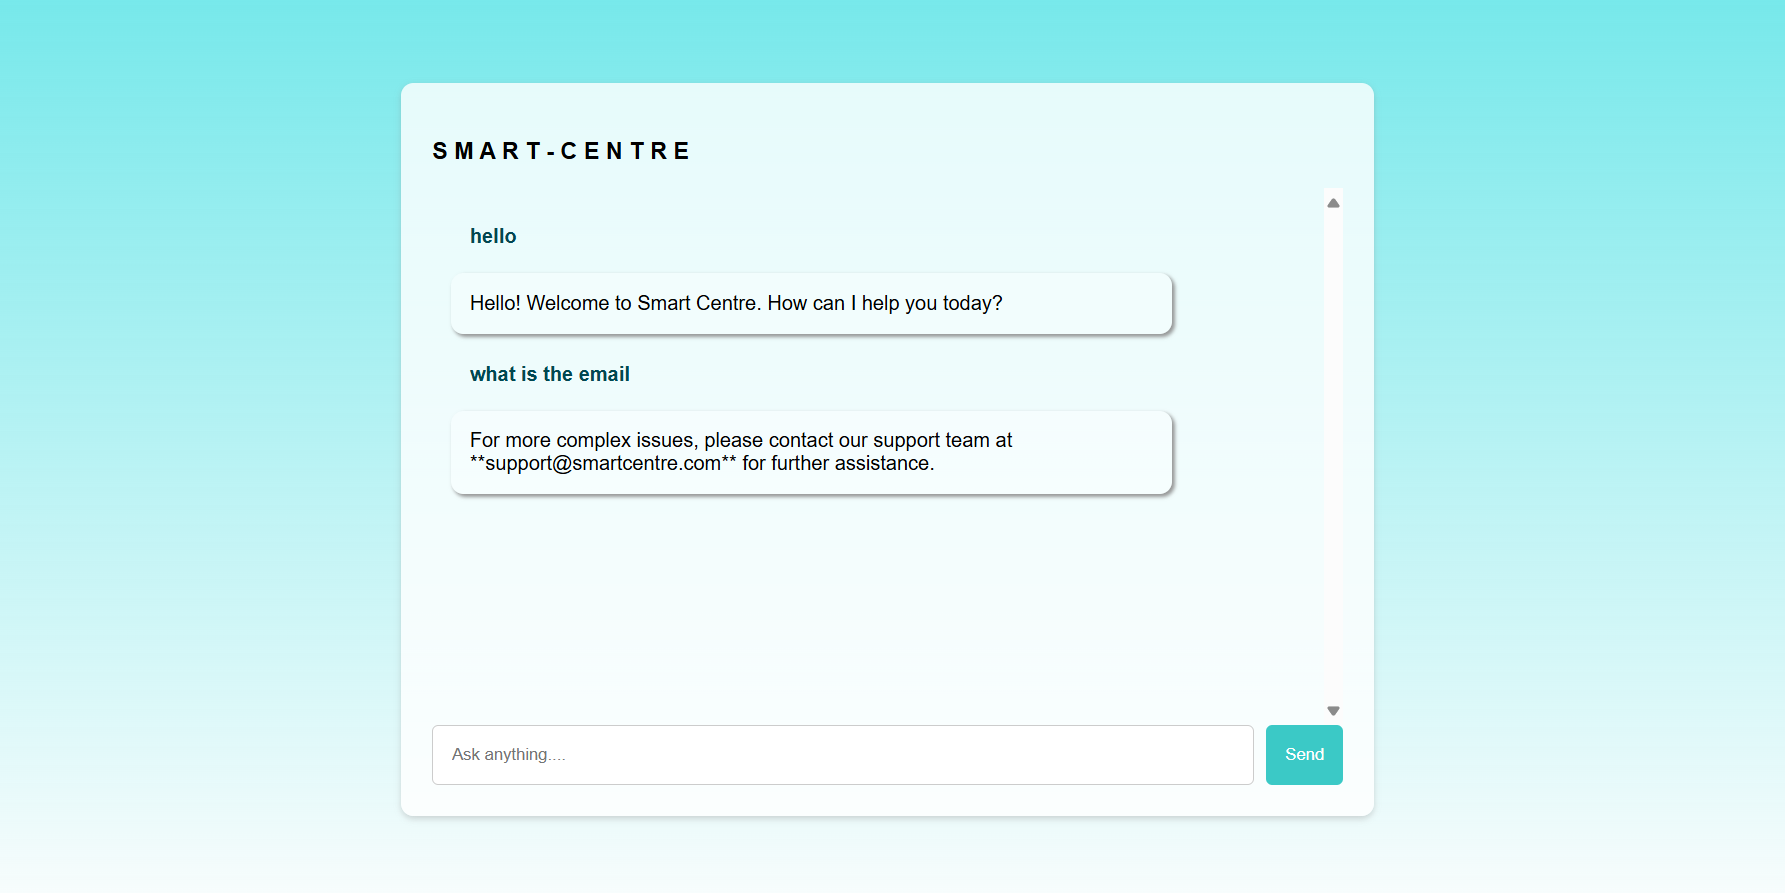 SMART-CENTRE
hello
Hello! Welcome to Smart Centre. How can I help you today?
what is the email
For more complex issues, please contact our support team at
**support@smartcentre.com** for further assistance.
Ask anything....
Send